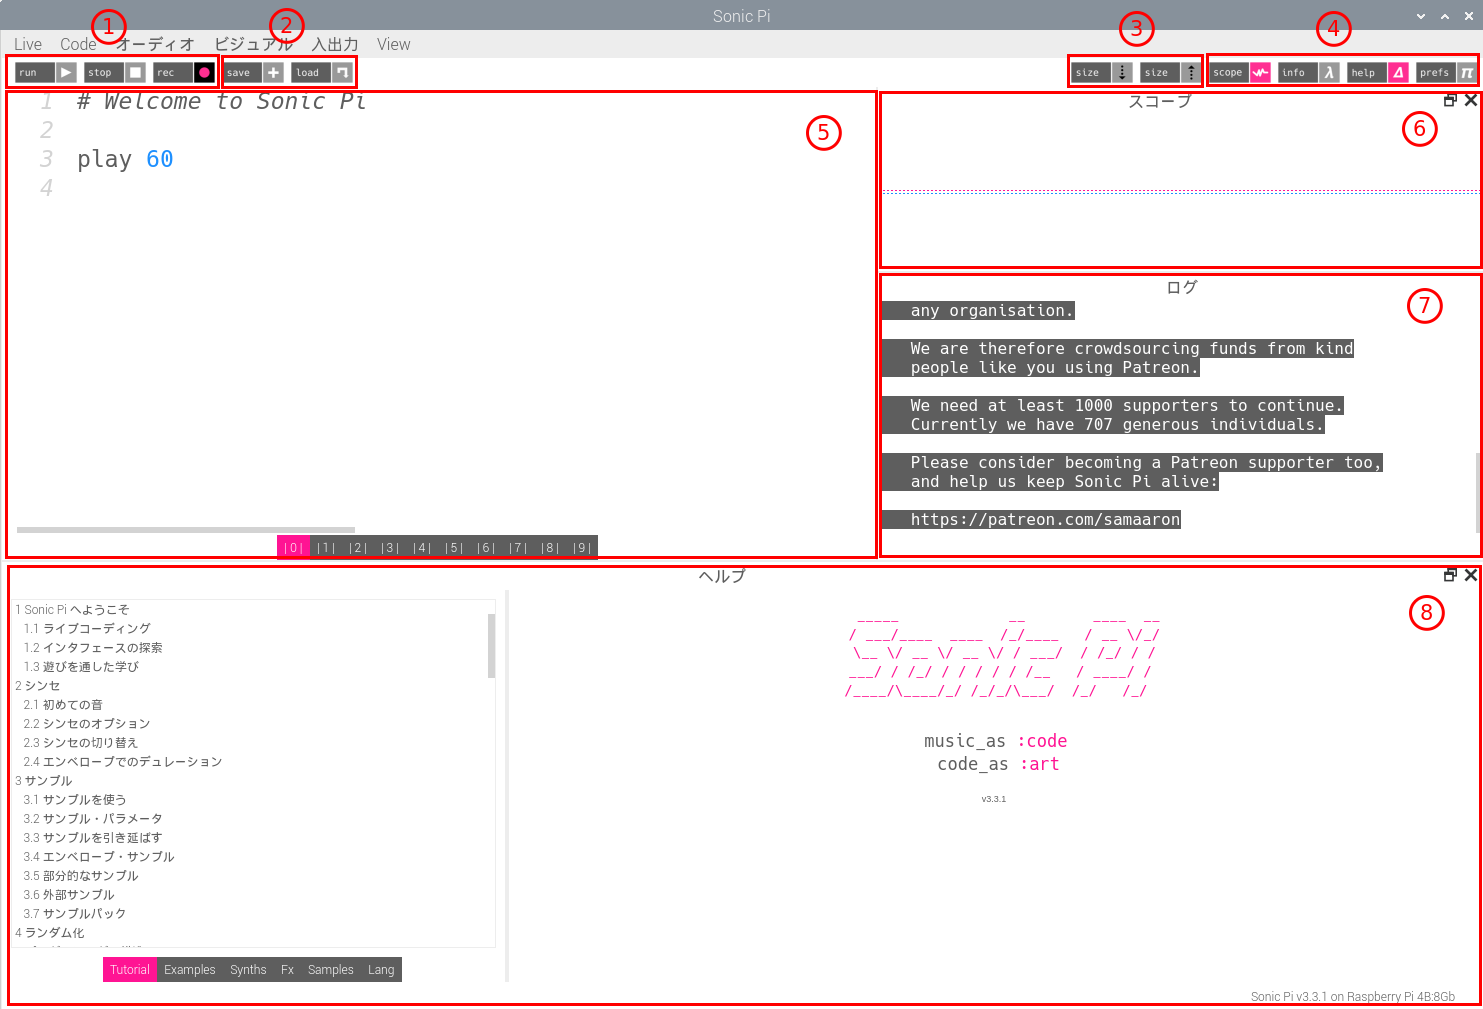 Sonic Pi
1
2
3
4
Live Code オーディオ ビジュアル 入出力 View
run stop rec save load size size scope info λ help prefs π
1 # Welcome to Sonic Pi
2
3 play 60
4
5
|0| |1| |2| |3| |4| |5| |6| |7| |8| |9|
スコープ
6
ログ
7
any organisation.
We are therefore crowdsourcing funds from kind
people like you using Patreon.
We need at least 1000 supporters to continue.
Currently we have 707 generous individuals.
Please consider becoming a Patreon supporter too,
and help us keep Sonic Pi alive:
https://patreon.com/samaaron
ヘルプ
8
1 Sonic Pi へようこそ
1.1 ライブコーディング
1.2 インタフェースの探索
1.3 遊びを通した学び
2 シンセ
2.1 初めての音
2.2 シンセのオプション
2.3 シンセの切り替え
2.4 エンベロープでのデュレーション
3 サンプル
3.1 サンプルを使う
3.2 サンプル・パラメータ
3.3 サンプルを引き延ばす
3.4 エンベロープ・サンプル
3.5 部分的なサンプル
3.6 外部サンプル
3.7 サンプルパック
4 ランダム化
Tutorial Examples Synths Fx Samples Lang
Sonic Pi
music_as :code
code_as :art
v3.3.1
Sonic Pi v3.3.1 on Raspberry Pi 4B:8Gb